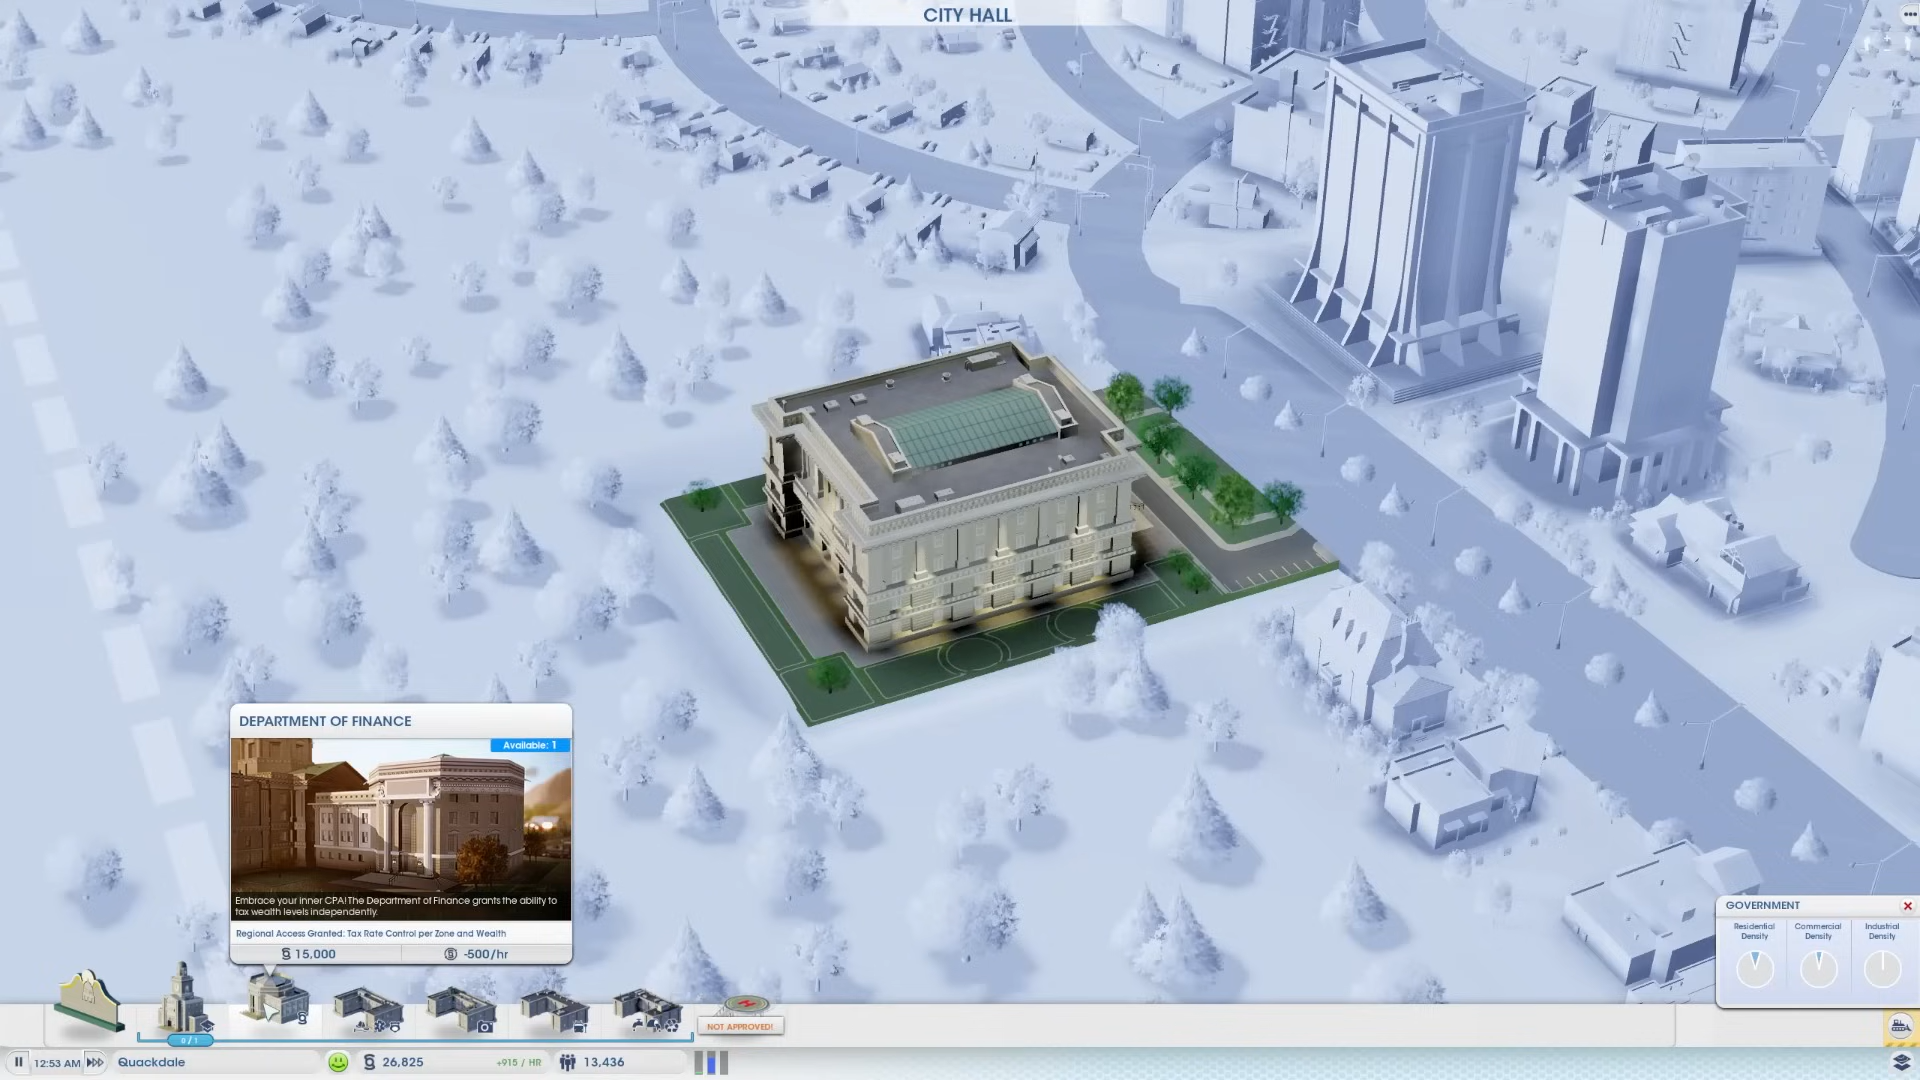 CITY HALL
DEPARTMENT OF FINANCE
Available: 1
Embrace your inner CPA! The Department of Finance grants the ability to
tax wealth levels independently.
Regional Access Granted: Tax Rate Control per Zone and Wealth
15,000
-500/hr
GOVERNMENT
Residential
Density
Commercial
Density
Industrial
Density
NOT APPROVED!
0 / 1
12:53 AM
Quackdale
26,825
+915 / HR
13,436